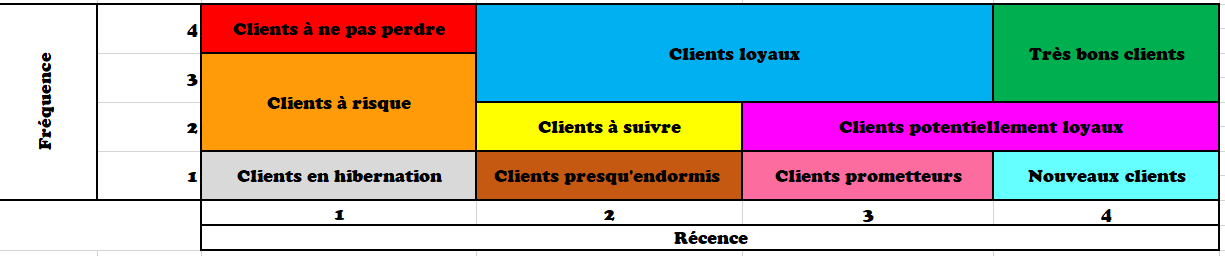 Fréquence
4
Clients à ne pas perdre
Clients loyaux
Très bons clients
3
Clients à risque
2
Clients à suivre
Clients potentiellement loyaux
1
Clients en hibernation
Clients presqu'endormis
Clients prometteurs
Nouveaux clients
1
2
3
4
Récence